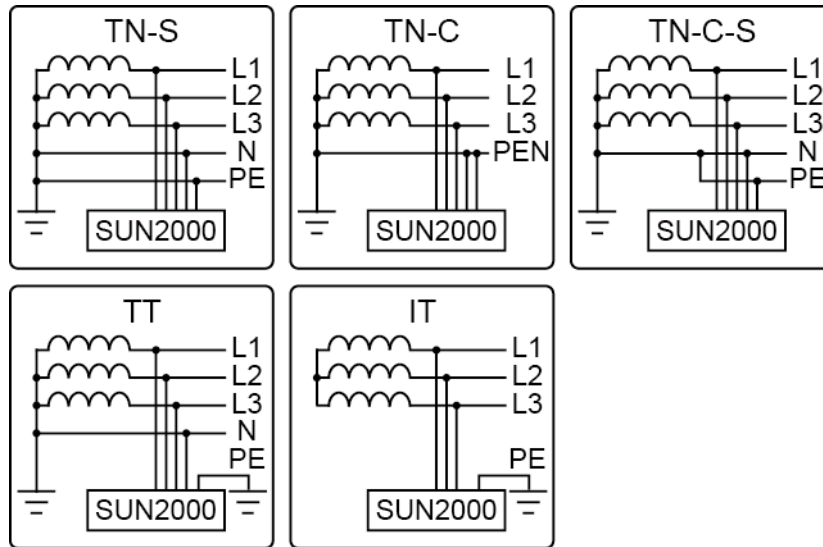 TN-S
L1
L2
L3
N
PE
SUN2000
TN-C
L1
L2
L3
PEN
SUN2000
TN-C-S
L1
L2
L3
N
PE
SUN2000
TT
L1
L2
L3
N
PE
SUN2000
IT
L1
L2
L3
PE
SUN2000